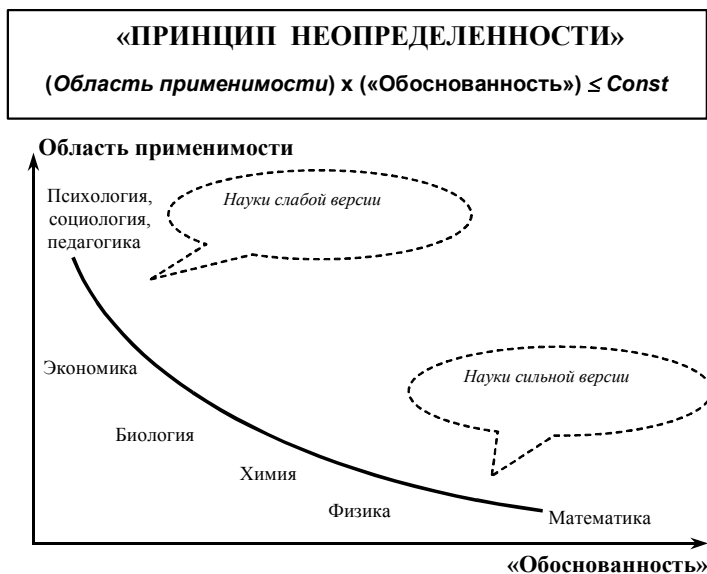 «ПРИНЦИП НЕОПРЕДЕЛЕННОСТИ»
(Область применимости) х («Обоснованность») ≤ Const
Область применимости
Психология,
социология,
педагогика
Науки слабой версии
Экономика
Науки сильной версии
Биология
Химия
Физика
Математика
«Обоснованность»